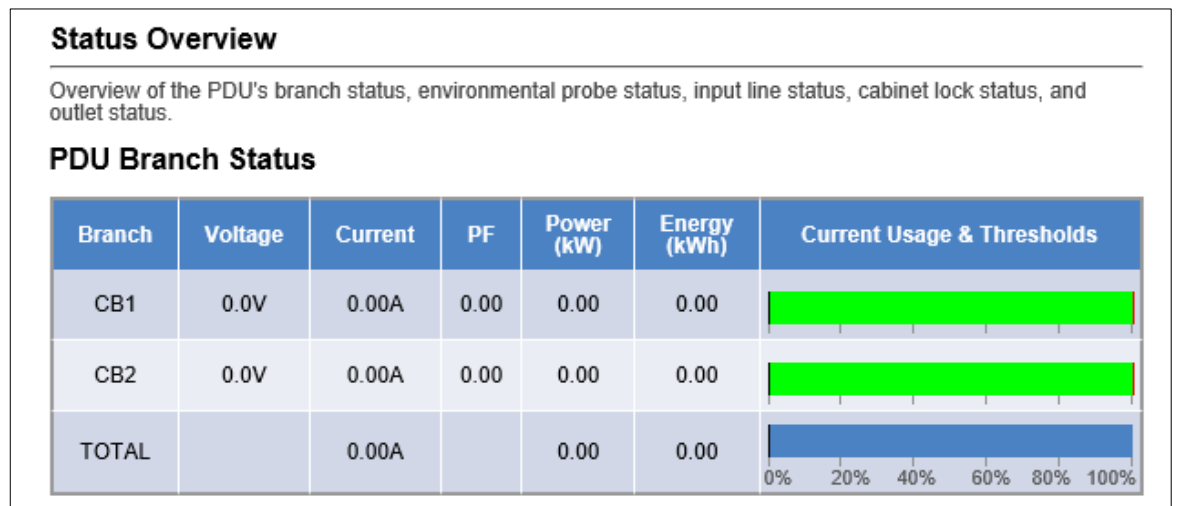 Status Overview
Overview of the PDU's branch status, environmental probe status, input line status, cabinet lock status, and
outlet status.
PDU Branch Status
Branch Voltage Current PF Power (kW) Energy (kWh) Current Usage & Thresholds
CB1 0.0V 0.00A 0.00 0.00 0.00
CB2 0.0V 0.00A 0.00 0.00 0.00
TOTAL 0.00A 0.00 0.00
0% 20% 40% 60% 80% 100%